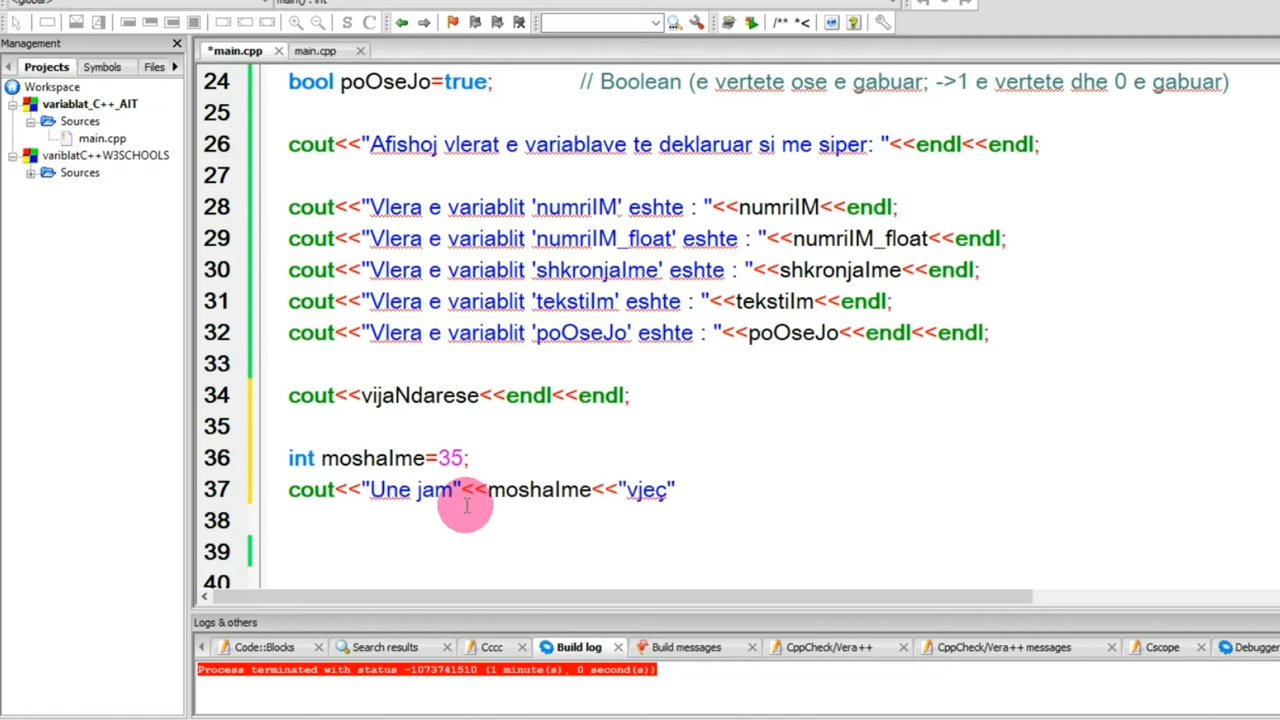 <global>
main() : int
S C
/** *<
Management
*main.cpp
main.cpp
Projects
Symbols
Files
Workspace
variablat_C++_AIT
Sources
main.cpp
variblatC++W3SCHOOLS
Sources
24 bool poOseJo=true; // Boolean (e vertete ose e gabuar; ->1 e vertete dhe 0 e gabuar)
25
26 cout<<"Afishoj vlerat e variablave te deklaruar si me siper: "<<endl<<endl;
27
28 cout<<"Vlera e variablit 'numriIM' eshte : "<<numriIM<<endl;
29 cout<<"Vlera e variablit 'numriIM_float' eshte : "<<numriIM_float<<endl;
30 cout<<"Vlera e variablit 'shkronjaIme' eshte : "<<shkronjaIme<<endl;
31 cout<<"Vlera e variablit 'tekstiIm' eshte : "<<tekstiIm<<endl;
32 cout<<"Vlera e variablit 'poOseJo' eshte : "<<poOseJo<<endl<<endl;
33
34 cout<<vijaNdarese<<endl<<endl;
35
36 int moshaIme=35;
37 cout<<"Une jam"<<moshaIme<<"vjeç"
38
39
40
Logs & others
Code::Blocks
Search results
Cccc
Build log
Build messages
CppCheck/Vera++
CppCheck/Vera++ messages
Cscope
Debugger
Process terminated with status -1073741510 (1 minute(s), 0 second(s))